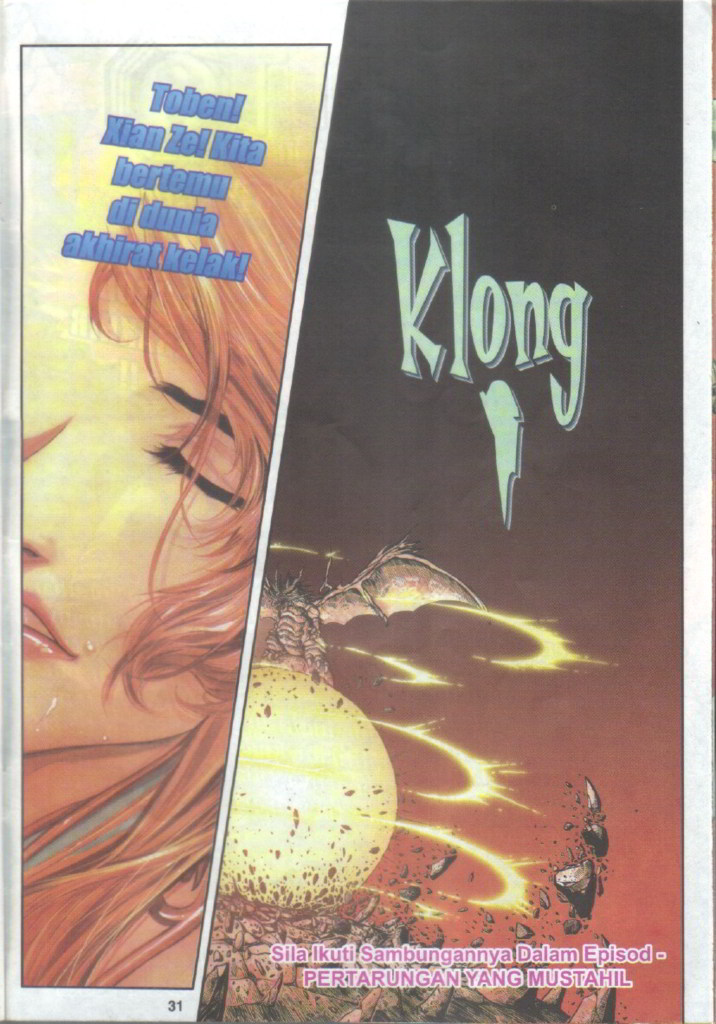 Toben!
Xian Ze! Kita
bertemu
di dunia
akhirat kelak!
Klong
Sila Ikuti Sambungannya Dalam Episod -
PERTARUNGAN YANG MUSTAHIL
31